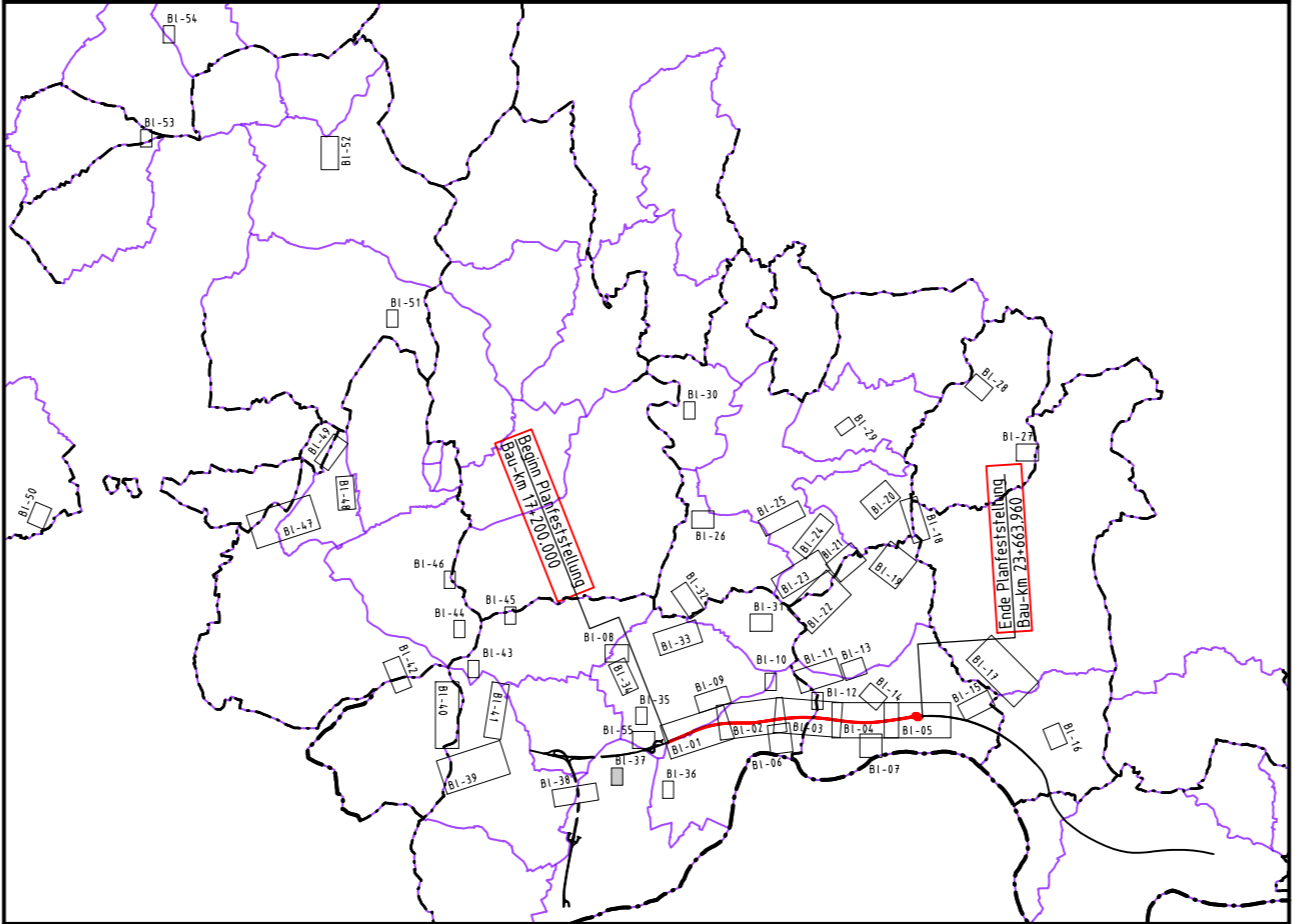 Bl-54
Bl-53
Bl-52
Bl-51
Bl-50
Bl-49
Bl-48
Bl-47
Bl-30
Bl-28
Bl-29
Bl-27
Beginn Planfeststellung
Bau-km 17+200.000
Ende Planfeststellung
Bau-km 23+663.960
Bl-26
Bl-25
Bl-24
Bl-20
Bl-18
Bl-21
Bl-19
Bl-23
Bl-22
Bl-46
Bl-44
Bl-45
Bl-32
Bl-31
Bl-33
Bl-08
Bl-34
Bl-43
Bl-42
Bl-40
Bl-41
Bl-35
Bl-55
Bl-09
Bl-10
Bl-11
Bl-13
Bl-12
Bl-14
Bl-15
Bl-17
Bl-16
Bl-01
Bl-02
Bl-03
Bl-04
Bl-05
Bl-06
Bl-07
Bl-39
Bl-38
Bl-37
Bl-36